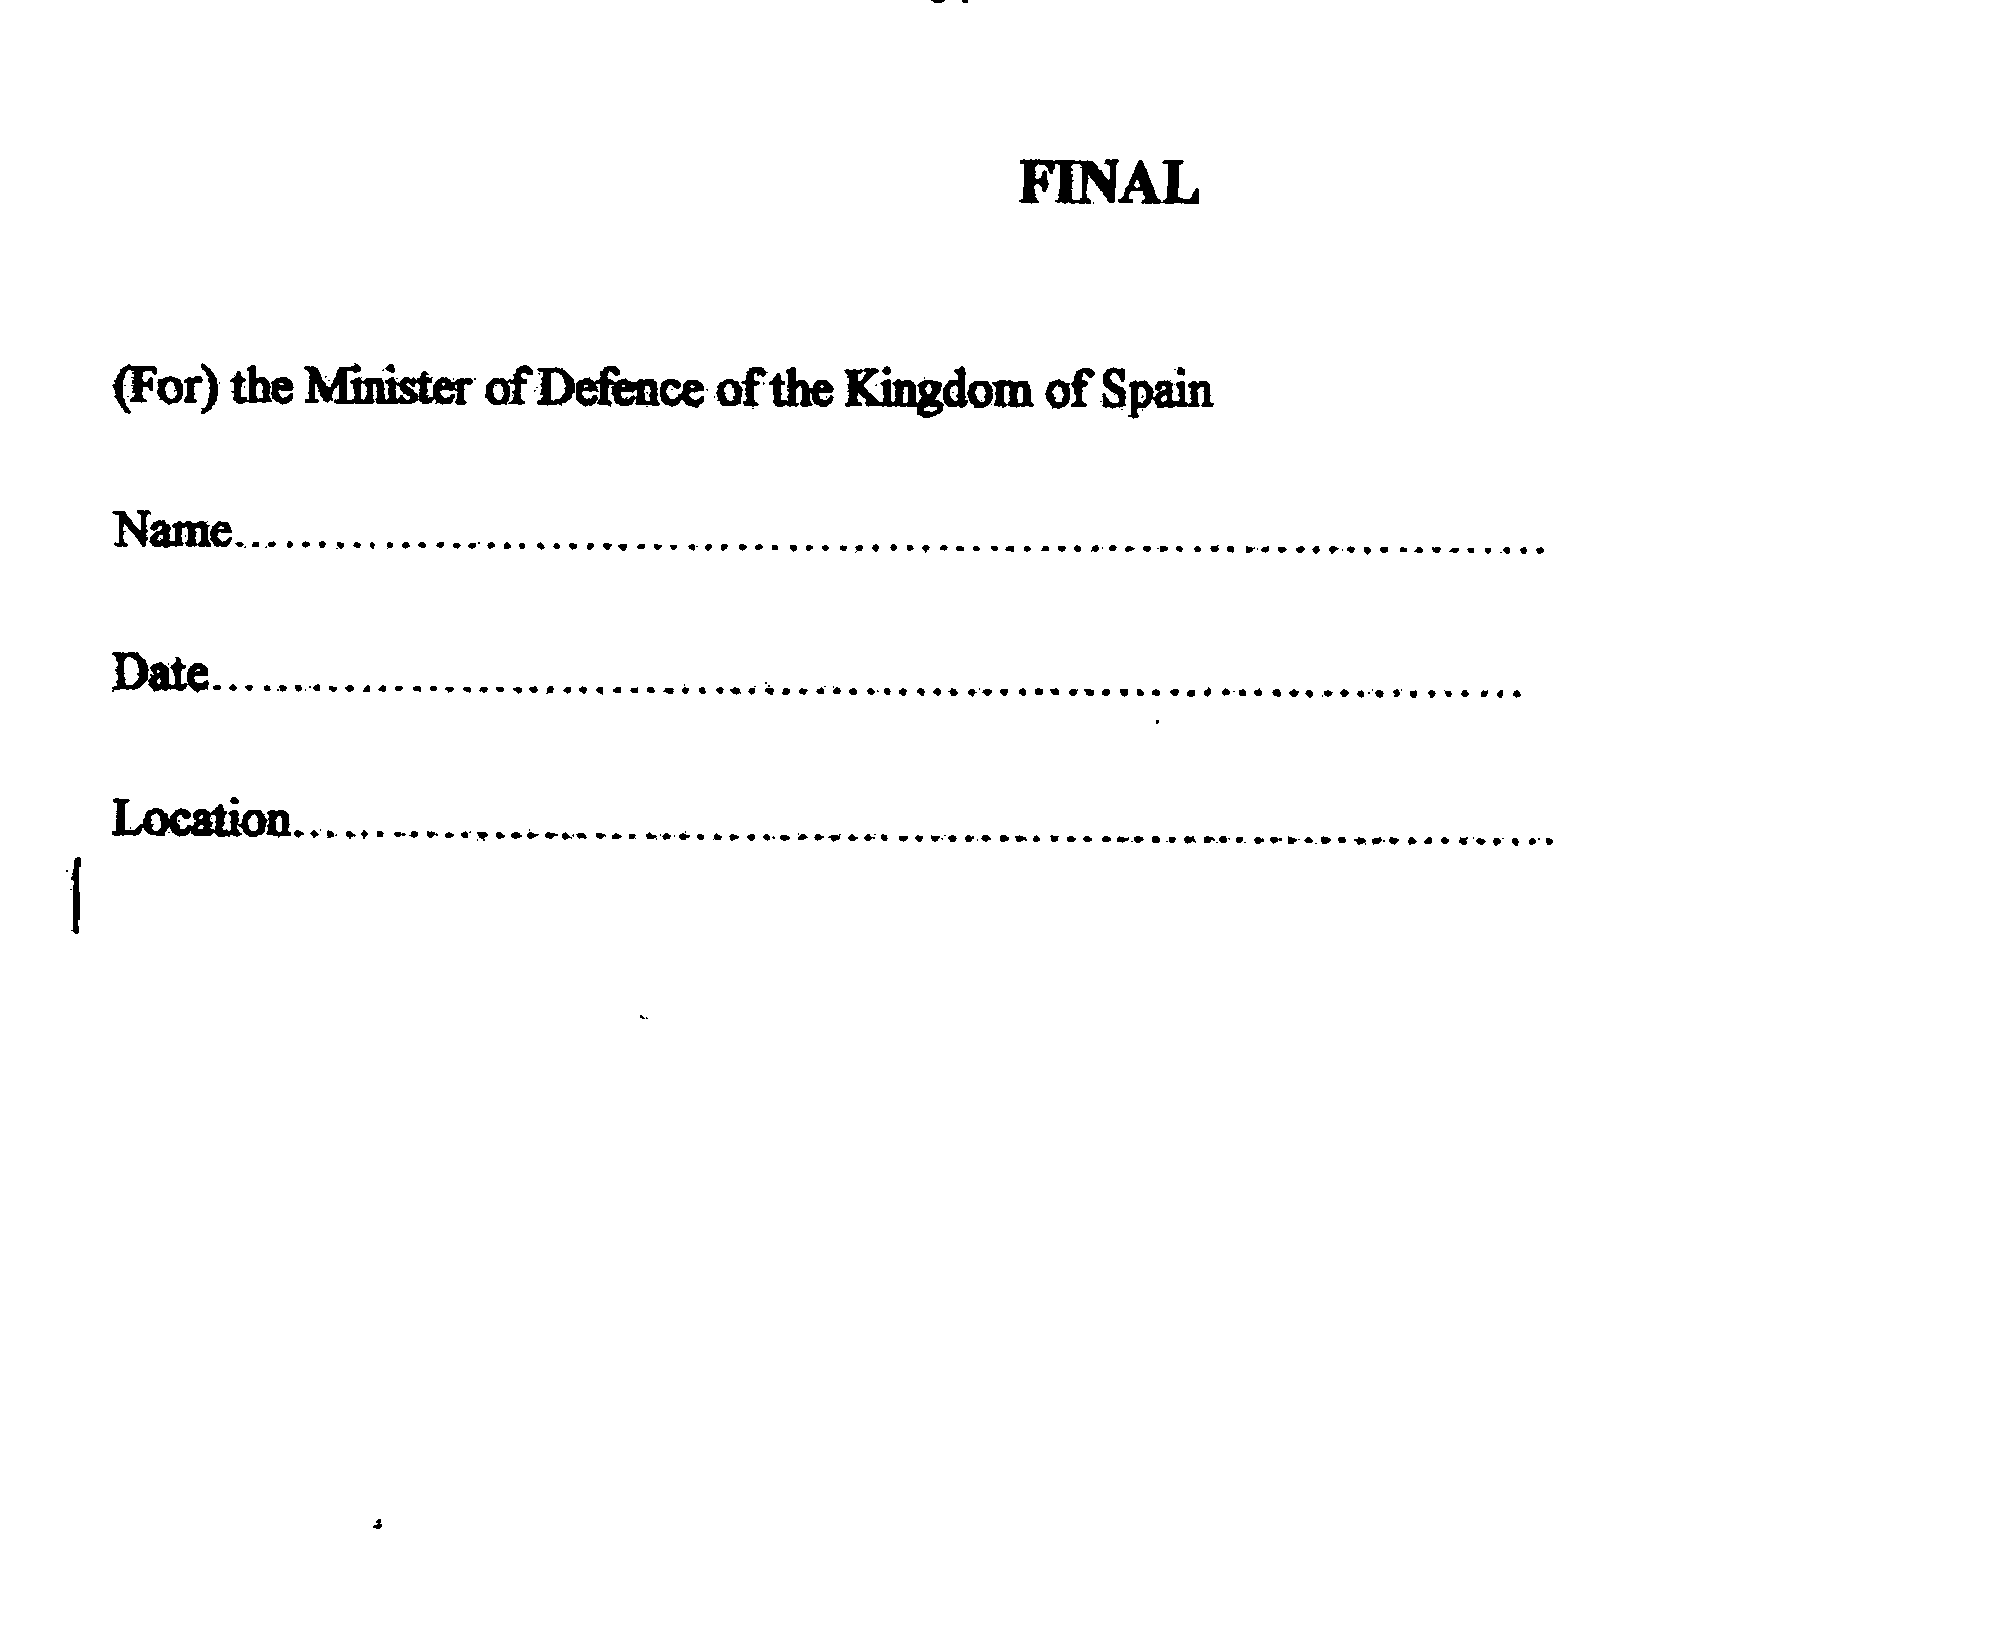 FINAL
(For) the Minister of Defence of the Kingdom of Spain
Name................................................................................
Date................................................................................
Location................................................................................